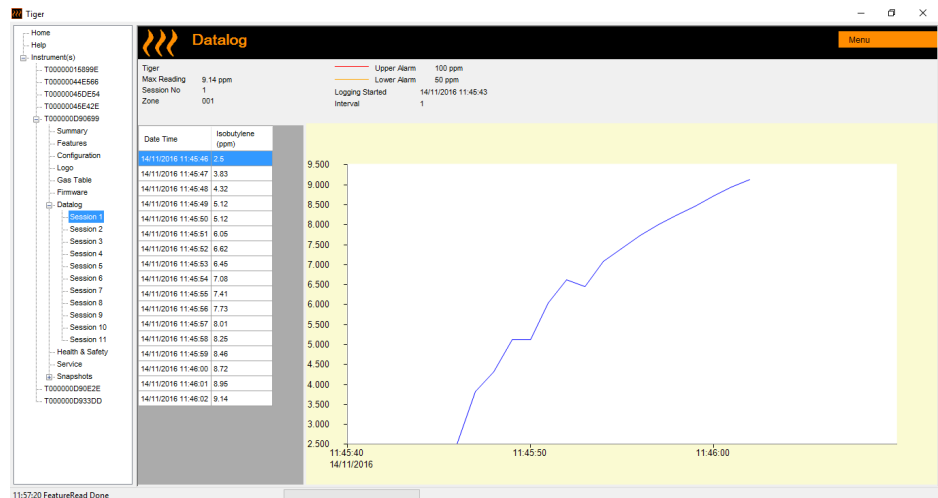 Tiger
Home
Help
Instrument(s)
T00000015899E
T00000044E566
T00000045DE54
T00000045E42E
T000000D90699
Summary
Features
Configuration
Logo
Gas Table
Firmware
Datalog
Session 1
Session 2
Session 3
Session 4
Session 5
Session 6
Session 7
Session 8
Session 9
Session 10
Session 11
Health & Safety
Service
Snapshots
T000000D90E2E
T000000D933DD
Datalog
Menu
Tiger
Max Reading 9.14 ppm
Session No 1
Zone 001
Upper Alarm 100 ppm
Lower Alarm 50 ppm
Logging Started 14/11/2016 11:45:43
Interval 1
Date Time Isobutylene (ppm)
14/11/2016 11:45:46 2.5
14/11/2016 11:45:47 3.83
14/11/2016 11:45:48 4.32
14/11/2016 11:45:49 5.12
14/11/2016 11:45:50 5.12
14/11/2016 11:45:51 6.05
14/11/2016 11:45:52 6.62
14/11/2016 11:45:53 6.45
14/11/2016 11:45:54 7.08
14/11/2016 11:45:55 7.41
14/11/2016 11:45:56 7.73
14/11/2016 11:45:57 8.01
14/11/2016 11:45:58 8.25
14/11/2016 11:45:59 8.46
14/11/2016 11:46:00 8.72
14/11/2016 11:46:01 8.95
14/11/2016 11:46:02 9.14
9.500
9.000
8.500
8.000
7.500
7.000
6.500
6.000
5.500
5.000
4.500
4.000
3.500
3.000
2.500
11:45:40 11:45:50 11:46:00
14/11/2016
11:57:20 FeatureRead Done